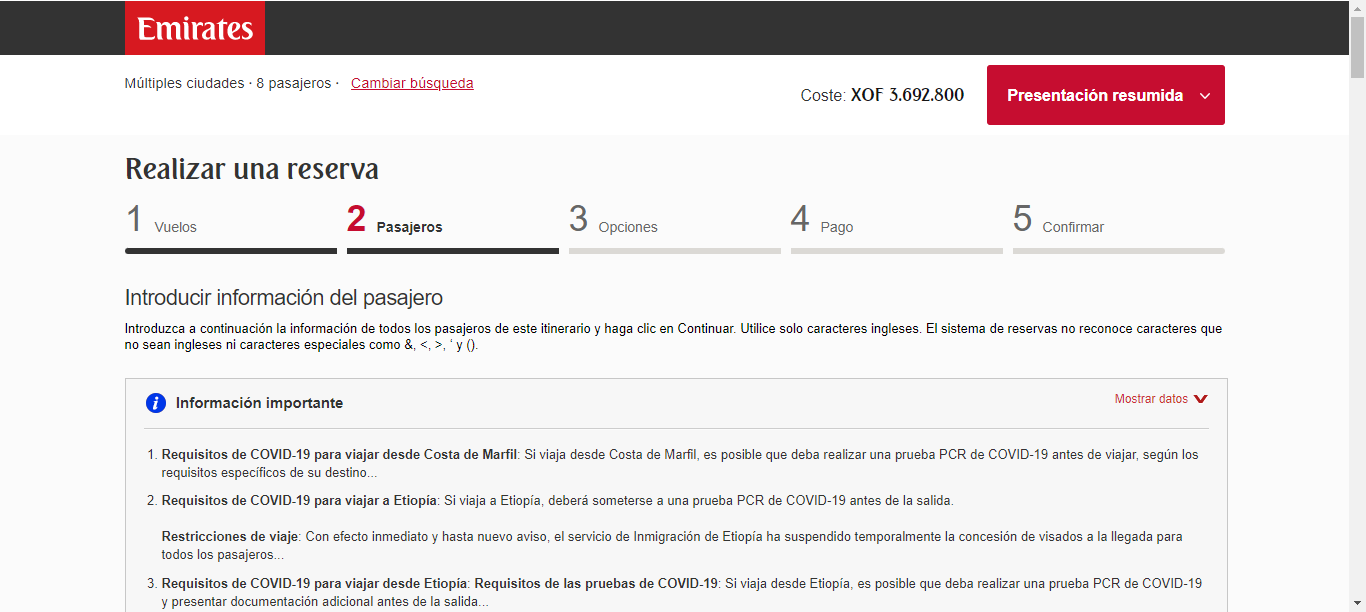 Emirates
Múltiples ciudades · 8 pasajeros · Cambiar búsqueda
Coste: XOF 3.692.800
Presentación resumida
Realizar una reserva
1 Vuelos
2 Pasajeros
3 Opciones
4 Pago
5 Confirmar
Introducir información del pasajero
Introduzca a continuación la información de todos los pasajeros de este itinerario y haga clic en Continuar. Utilice solo caracteres ingleses. El sistema de reservas no reconoce caracteres que
no sean ingleses ni caracteres especiales como &, <, >, ‘ y ().
Información importante
Mostrar datos
1. Requisitos de COVID-19 para viajar desde Costa de Marfil: Si viaja desde Costa de Marfil, es posible que deba realizar una prueba PCR de COVID-19 antes de viajar, según los
requisitos específicos de su destino...
2. Requisitos de COVID-19 para viajar a Etiopía: Si viaja a Etiopía, deberá someterse a una prueba PCR de COVID-19 antes de la salida.
Restricciones de viaje: Con efecto inmediato y hasta nuevo aviso, el servicio de Inmigración de Etiopía ha suspendido temporalmente la concesión de visados a la llegada para
todos los pasajeros...
3. Requisitos de COVID-19 para viajar desde Etiopía: Requisitos de las pruebas de COVID-19: Si viaja desde Etiopía, es posible que deba realizar una prueba PCR de COVID-19
y presentar documentación adicional antes de la salida...